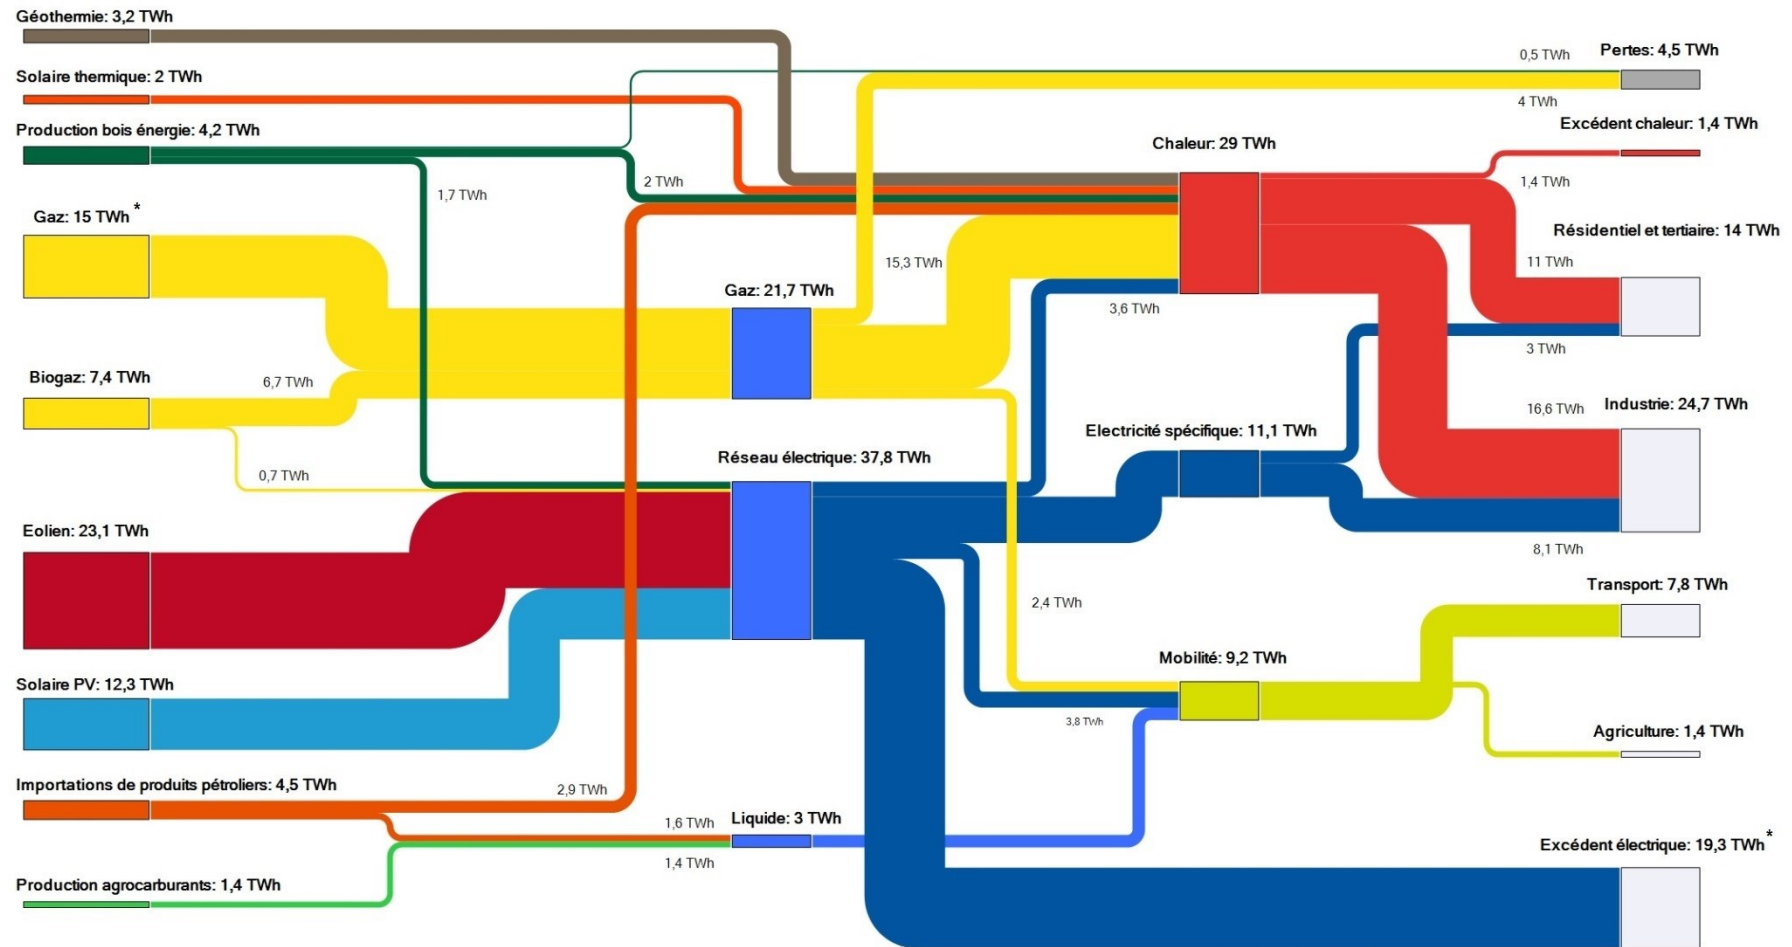 Géothermie: 3,2 TWh
Solaire thermique: 2 TWh
Production bois énergie: 4,2 TWh
1,7 TWh
2 TWh
Gaz: 15 TWh *
Biogaz: 7,4 TWh
6,7 TWh
0,7 TWh
Eolien: 23,1 TWh
Solaire PV: 12,3 TWh
Importations de produits pétroliers: 4,5 TWh
2,9 TWh
1,6 TWh
1,4 TWh
Production agrocarburants: 1,4 TWh
Gaz: 21,7 TWh
Réseau électrique: 37,8 TWh
Liquide: 3 TWh
15,3 TWh
Chaleur: 29 TWh
3,6 TWh
Electricité spécifique: 11,1 TWh
2,4 TWh
Mobilité: 9,2 TWh
3,8 TWh
0,5 TWh
Pertes: 4,5 TWh
4 TWh
Excédent chaleur: 1,4 TWh
1,4 TWh
Résidentiel et tertiaire: 14 TWh
11 TWh
3 TWh
16,6 TWh
Industrie: 24,7 TWh
8,1 TWh
Transport: 7,8 TWh
Agriculture: 1,4 TWh
Excédent électrique: 19,3 TWh *